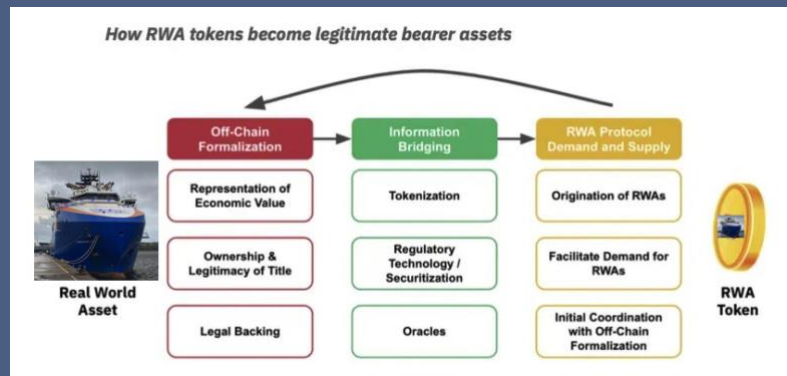 How RWA tokens become legitimate bearer assets
Off-Chain
Formalization
Information
Bridging
RWA Protocol
Demand and Supply
Representation of
Economic Value
Tokenization
Origination of RWAs
Ownership &
Legitimacy of Title
Regulatory
Technology /
Securitization
Facilitate Demand for
RWAs
Legal Backing
Oracles
Initial Coordination
with Off-Chain
Formalization
Real World
Asset
RWA
Token